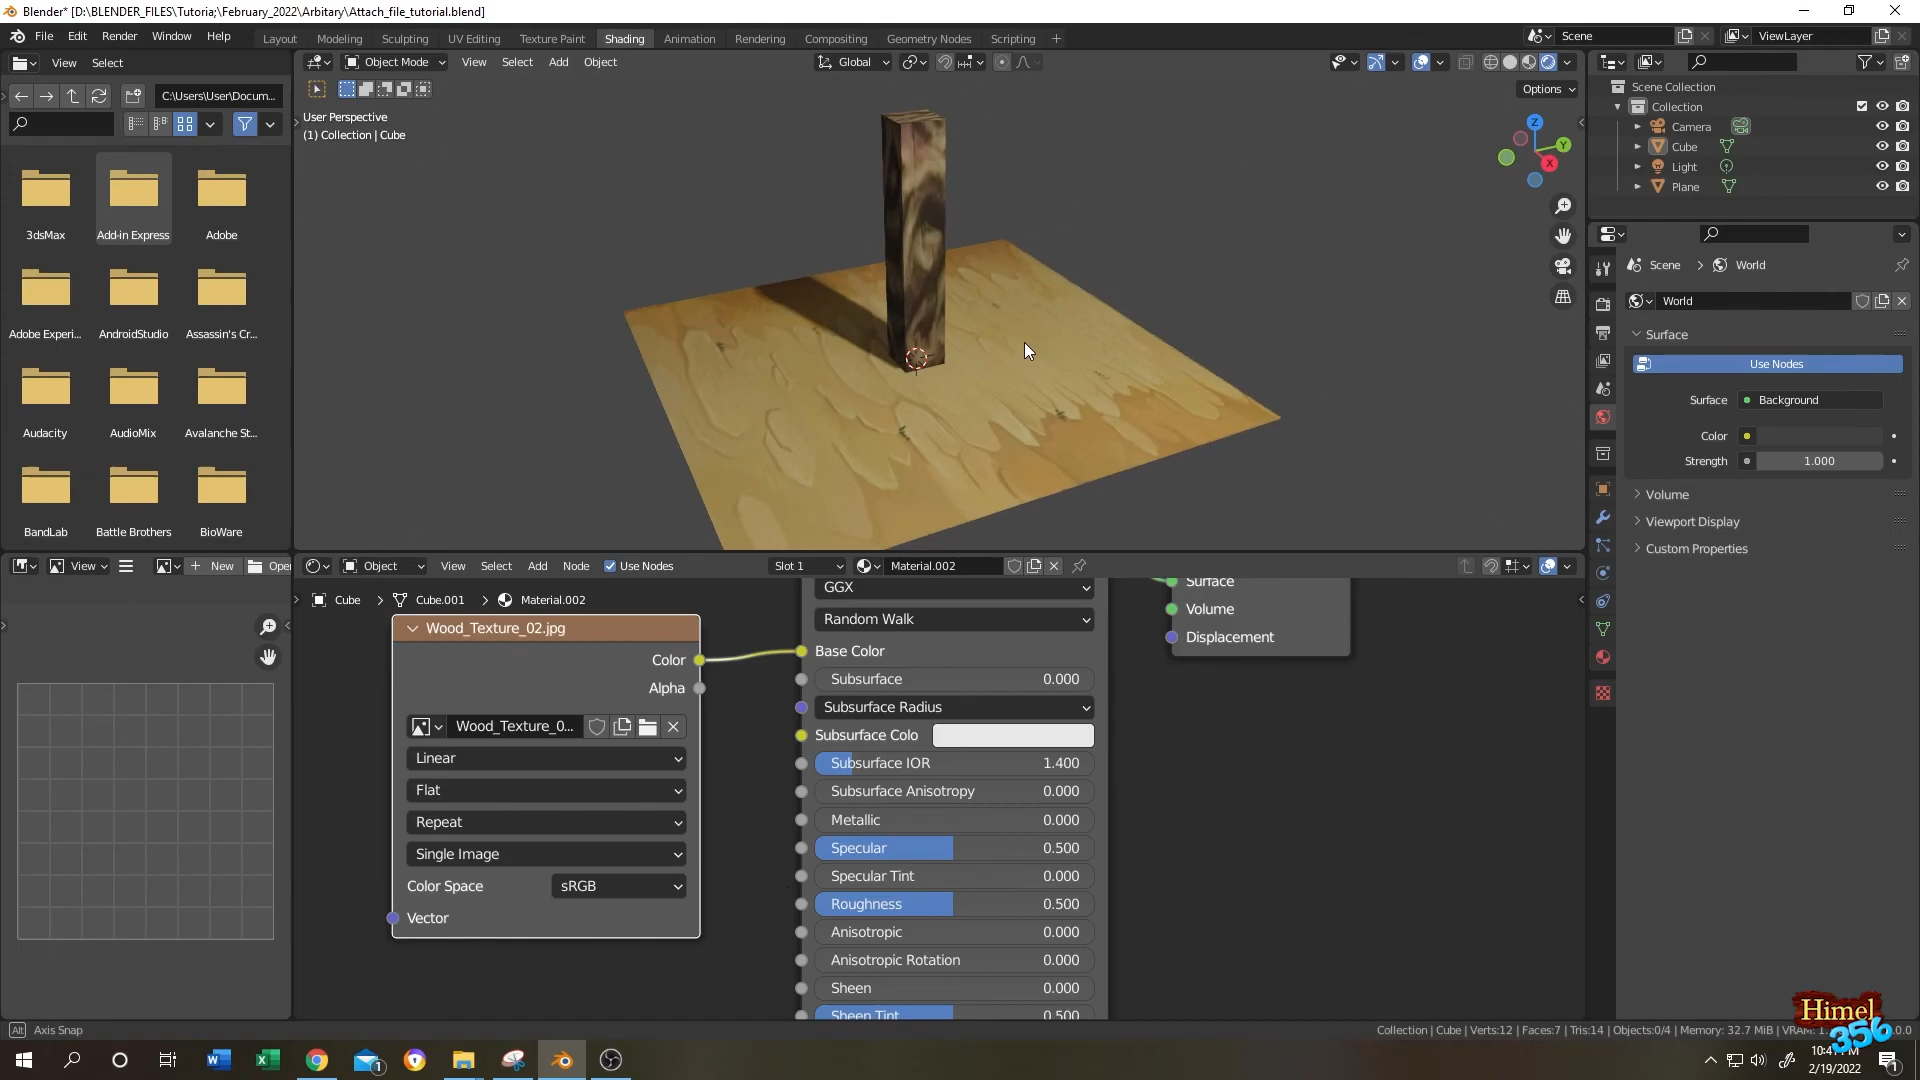 Blender* [D:\BLENDER_FILES\Tutoria;\February_2022\Arbitary\Attach_file_tutorial.blend]
File Edit Render Window Help
Layout Modeling Sculpting UV Editing Texture Paint Shading Animation Rendering Compositing Geometry Nodes Scripting +
Scene
ViewLayer
View Select
Object Mode View Select Add Object
Global
C:\Users\User\Docum...
Options
User Perspective
(1) Collection | Cube
Z
Y
X
Scene Collection
Collection
Camera
Cube
Light
Plane
3dsMax Add-in Express Adobe
Adobe Experi... AndroidStudio Assassin's Cr...
Audacity AudioMix Avalanche St...
BandLab Battle Brothers BioWare
Scene > World
World
Surface
Use Nodes
Surface Background
Color
Strength 1.000
Volume
Viewport Display
Custom Properties
View
+ New
Open
Object View Select Add Node Use Nodes
Slot 1
Material.002
Cube > Cube.001 > Material.002
Wood_Texture_02.jpg
Color
Alpha
Wood_Texture_0...
Linear
Flat
Repeat
Single Image
Color Space sRGB
Vector
GGX
Random Walk
Base Color
Subsurface 0.000
Subsurface Radius
Subsurface Colo
Subsurface IOR 1.400
Subsurface Anisotropy 0.000
Metallic 0.000
Specular 0.500
Specular Tint 0.000
Roughness 0.500
Anisotropic 0.000
Anisotropic Rotation 0.000
Sheen 0.000
Sheen Tint 0.500
Surface
Volume
Displacement
Alt Axis Snap
Collection | Cube | Verts:12 | Faces:7 | Tris:14 | Objects:0/4 | Memory: 32.7 MiB | VRAM:
Himel
356
2/19/2022
1
1